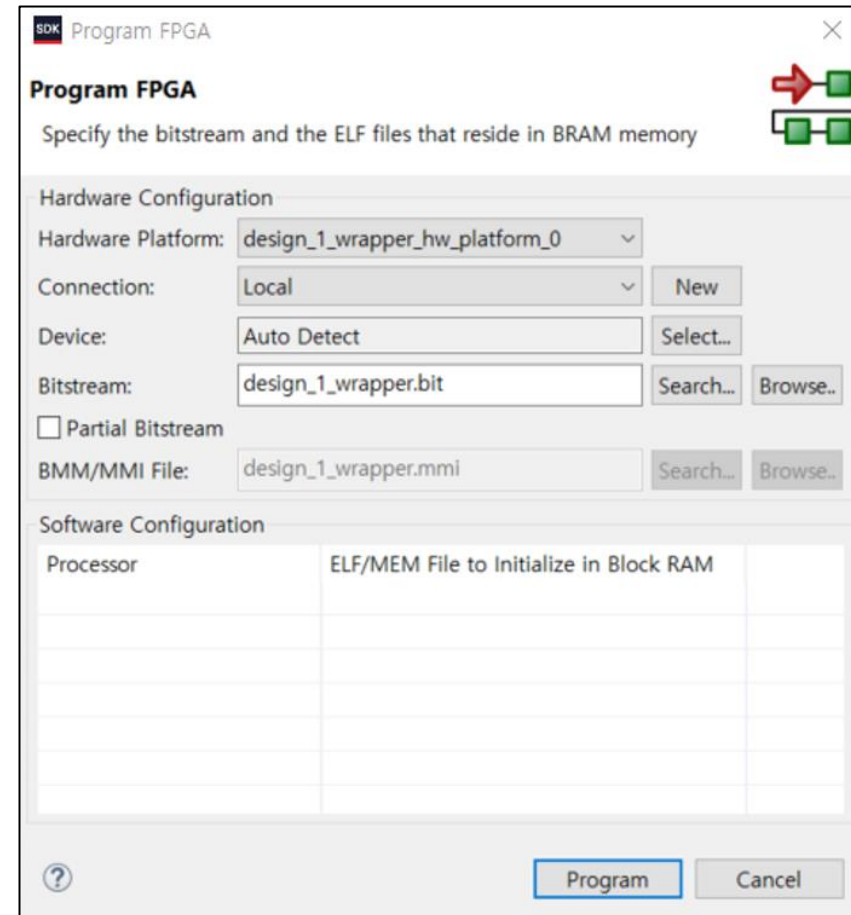 SDK Program FPGA
Program FPGA
Specify the bitstream and the ELF files that reside in BRAM memory
Hardware Configuration
Hardware Platform: design_1_wrapper_hw_platform_0
Connection: Local New
Device: Auto Detect Select...
Bitstream: design_1_wrapper.bit Search... Browse..
Partial Bitstream
BMM/MMI File: design_1_wrapper.mmi Search... Browse..
Software Configuration
Processor ELF/MEM File to Initialize in Block RAM
? Program Cancel